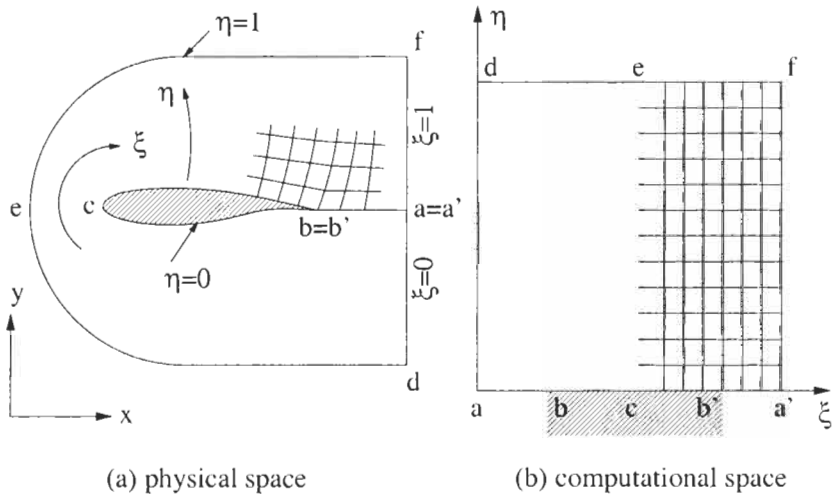 η=1
f
η
ξ
ξ=1
e
c
a=a'
b=b'
η=0
ξ=0
y
x
d
(a) physical space
η
d
e
f
a
b
c
b'
a'
ξ
(b) computational space